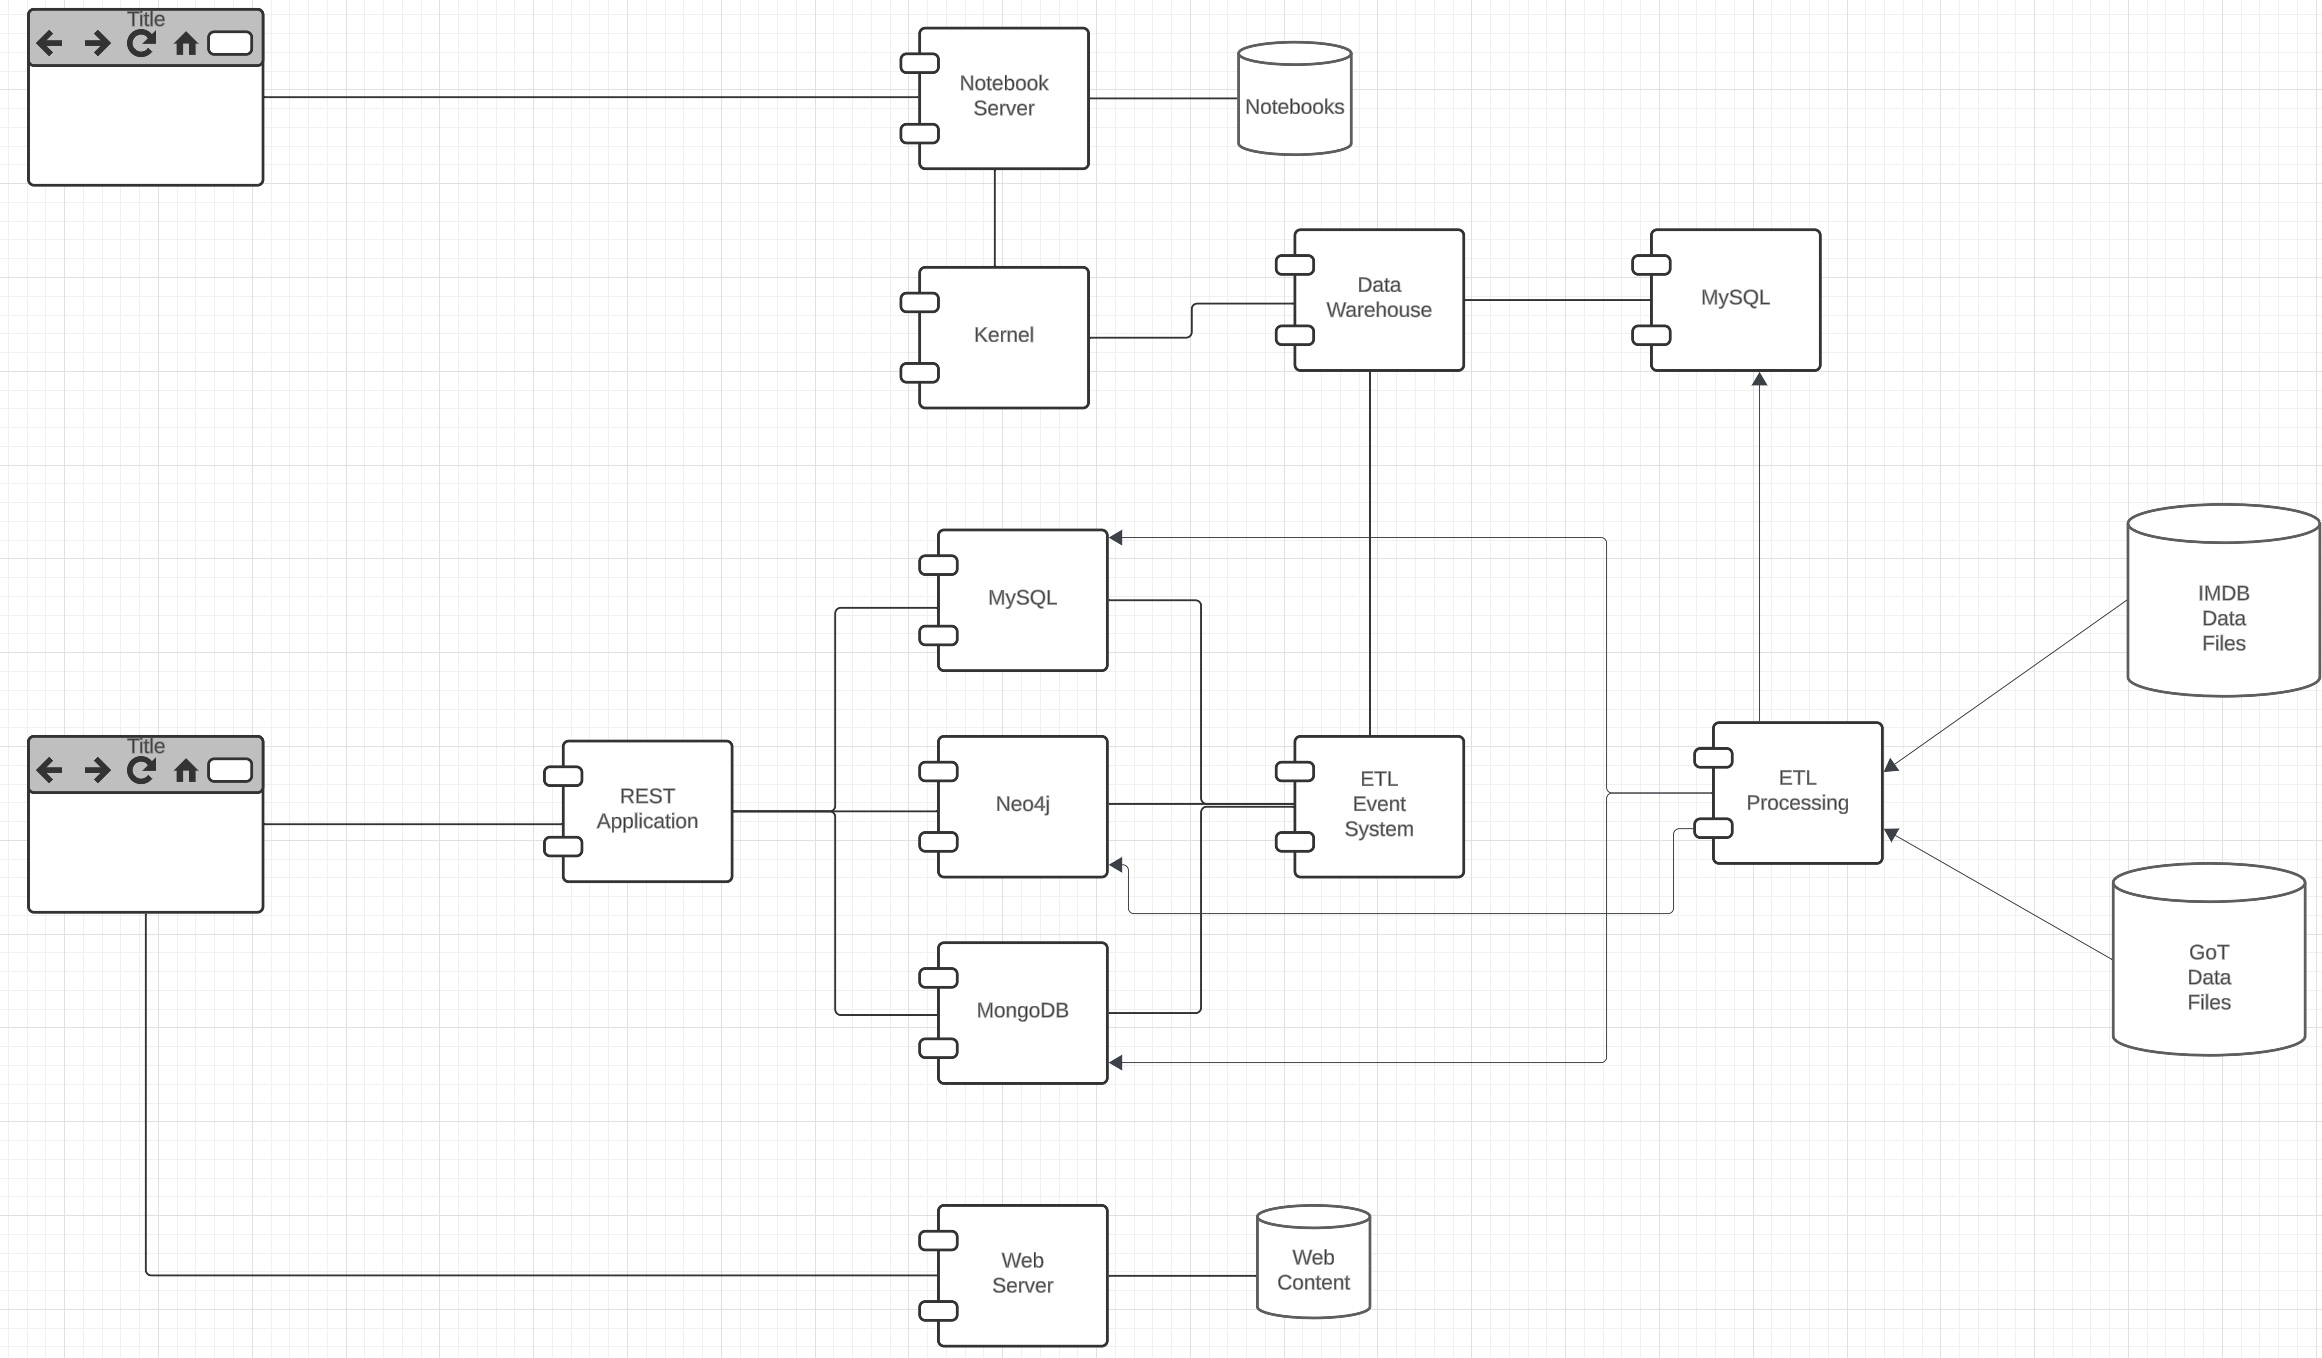 Title
Notebook
Server
Notebooks
Data
Warehouse
MySQL
Kernel
MySQL
IMDB
Data
Files
Title
REST
Application
Neo4j
ETL
Event
System
ETL
Processing
GoT
Data
Files
MongoDB
Web
Server
Web
Content